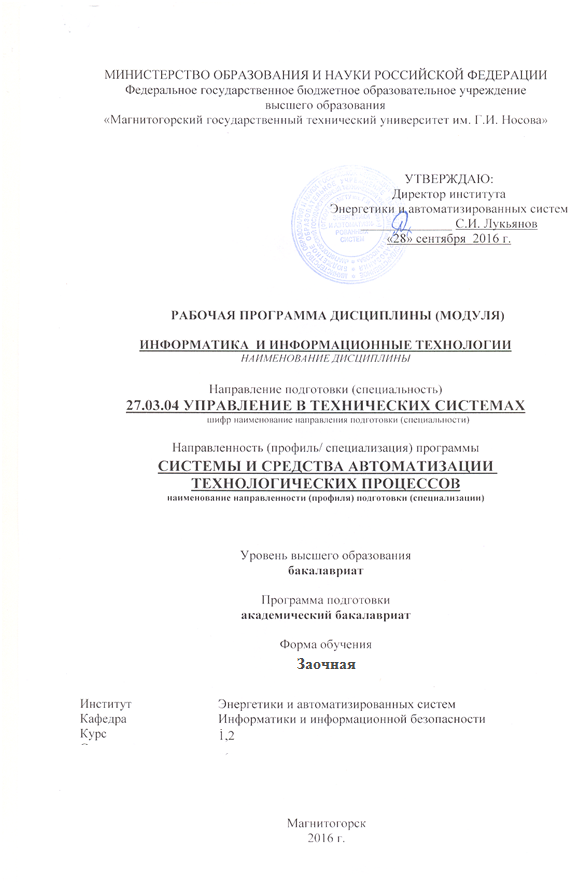 МИНИСТЕРСТВО ОБРАЗОВАНИЯ И НАУКИ РОССИЙСКОЙ ФЕДЕРАЦИИ
Федеральное государственное бюджетное образовательное учреждение
высшего образования
«Магнитогорский государственный технический университет им. Г.И. Носова»
УТВЕРЖДАЮ:
Директор института
Энергетики и автоматизированных систем
С.И. Лукьянов
«28» сентября 2016 г.
РАБОЧАЯ ПРОГРАММА ДИСЦИПЛИНЫ (МОДУЛЯ)
ИНФОРМАТИКА И ИНФОРМАЦИОННЫЕ ТЕХНОЛОГИИ
НАИМЕНОВАНИЕ ДИСЦИПЛИНЫ
Направление подготовки (специальность)
27.03.04 УПРАВЛЕНИЕ В ТЕХНИЧЕСКИХ СИСТЕМАХ
шифр наименование направления подготовки (специальности)
Направленность (профиль/ специализация) программы
СИСТЕМЫ И СРЕДСТВА АВТОМАТИЗАЦИИ
ТЕХНОЛОГИЧЕСКИХ ПРОЦЕССОВ
наименование направленности (профиля) подготовки (специализации)
Уровень высшего образования
бакалавриат
Программа подготовки
академический бакалавриат
Форма обучения
Заочная
Институт Энергетики и автоматизированных систем
Кафедра Информатики и информационной безопасности
Курс 1,2
Магнитогорск
2016 г.